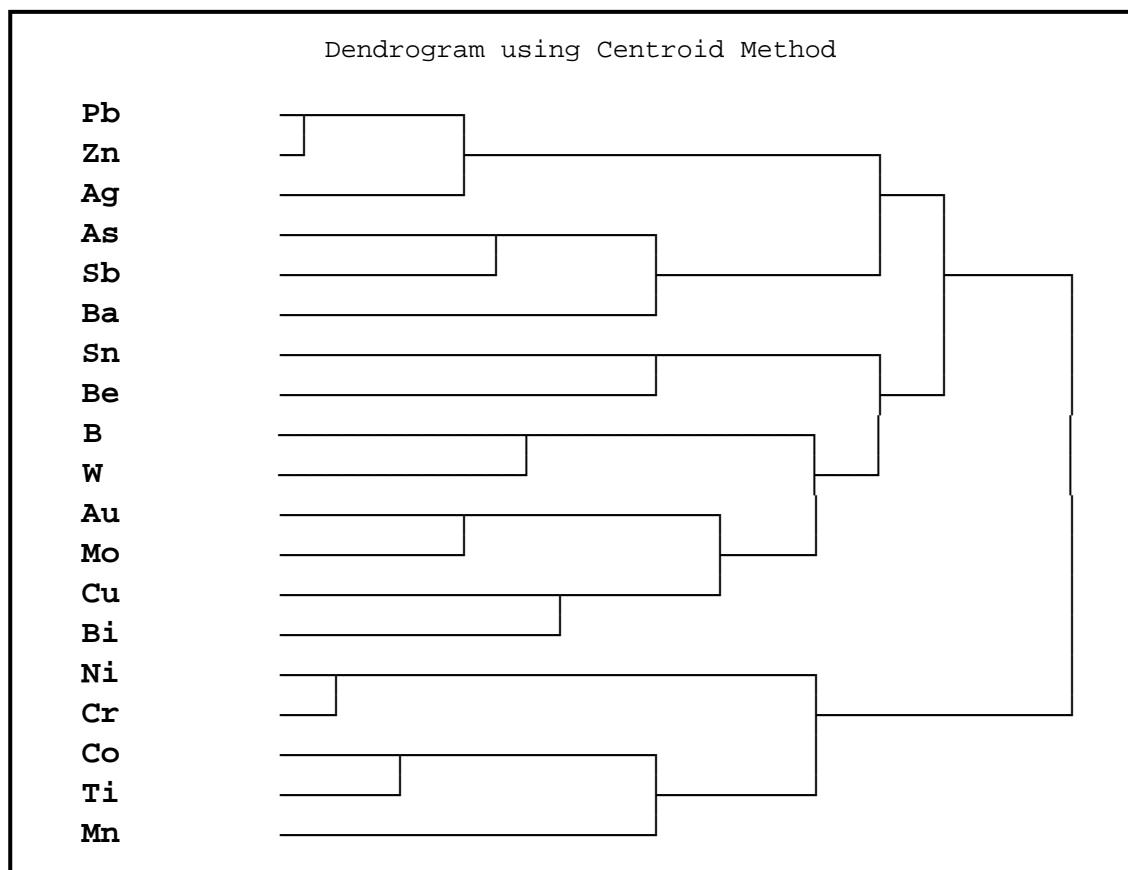 Dendrogram using Centroid Method
Pb
Zn
Ag
As
Sb
Ba
Sn
Be
B
W
Au
Mo
Cu
Bi
Ni
Cr
Co
Ti
Mn